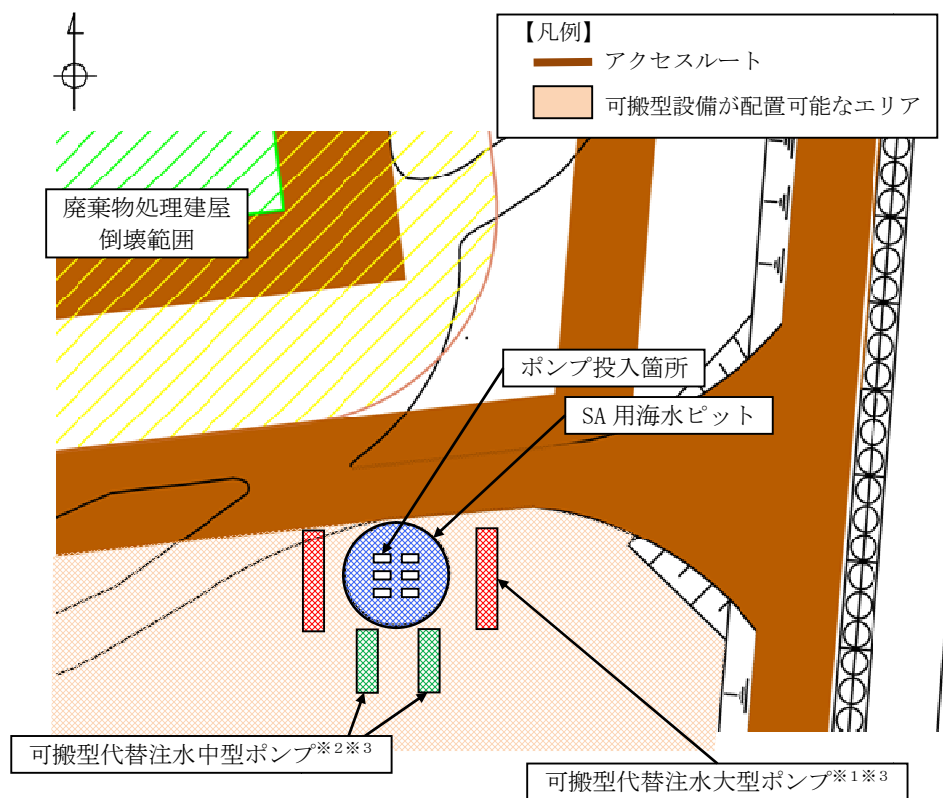 【凡例】
アクセスルート
可搬型設備が配置可能なエリア
廃棄物処理建屋
倒壊範囲
ポンプ投入箇所
SA用海水ピット
可搬型代替注水中型ポンプ※2※3
可搬型代替注水大型ポンプ※1※3